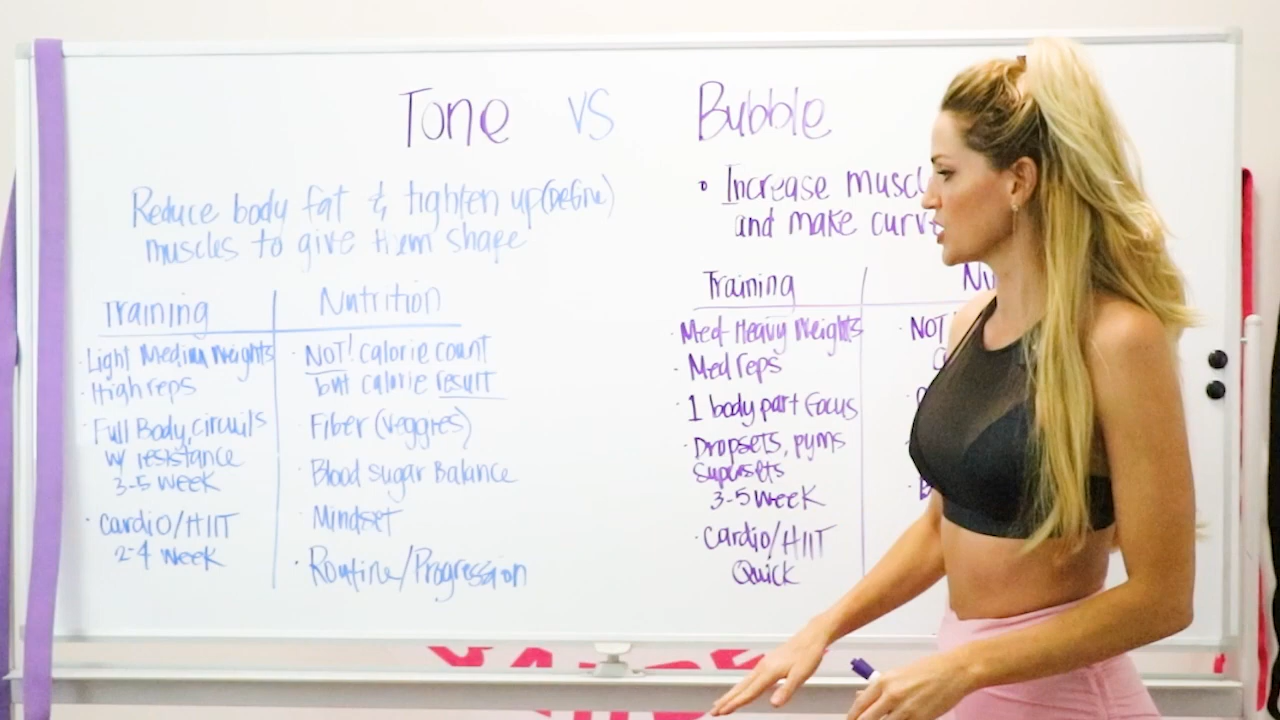 Tone vs Bubble
Reduce body fat & tighten up (Define)
muscles to give them shape
Training
Nutrition
· Light Medium Weights
· High reps
· Full Body, circuits
w/ resistance
3-5 week
· Cardio/HIIT
2-4 week
· NOT! calorie count
but calorie result
Fiber (veggies)
· Blood sugar Balance
· Mindset
· Routine/Progression
• Increase
and make
Training
· Med Heavy Weights
· Med reps
· 1 body part Focus
· Dropsets, pyms
Supersets
3-5 week
· Cardio/HIIT
Quick
· NOT